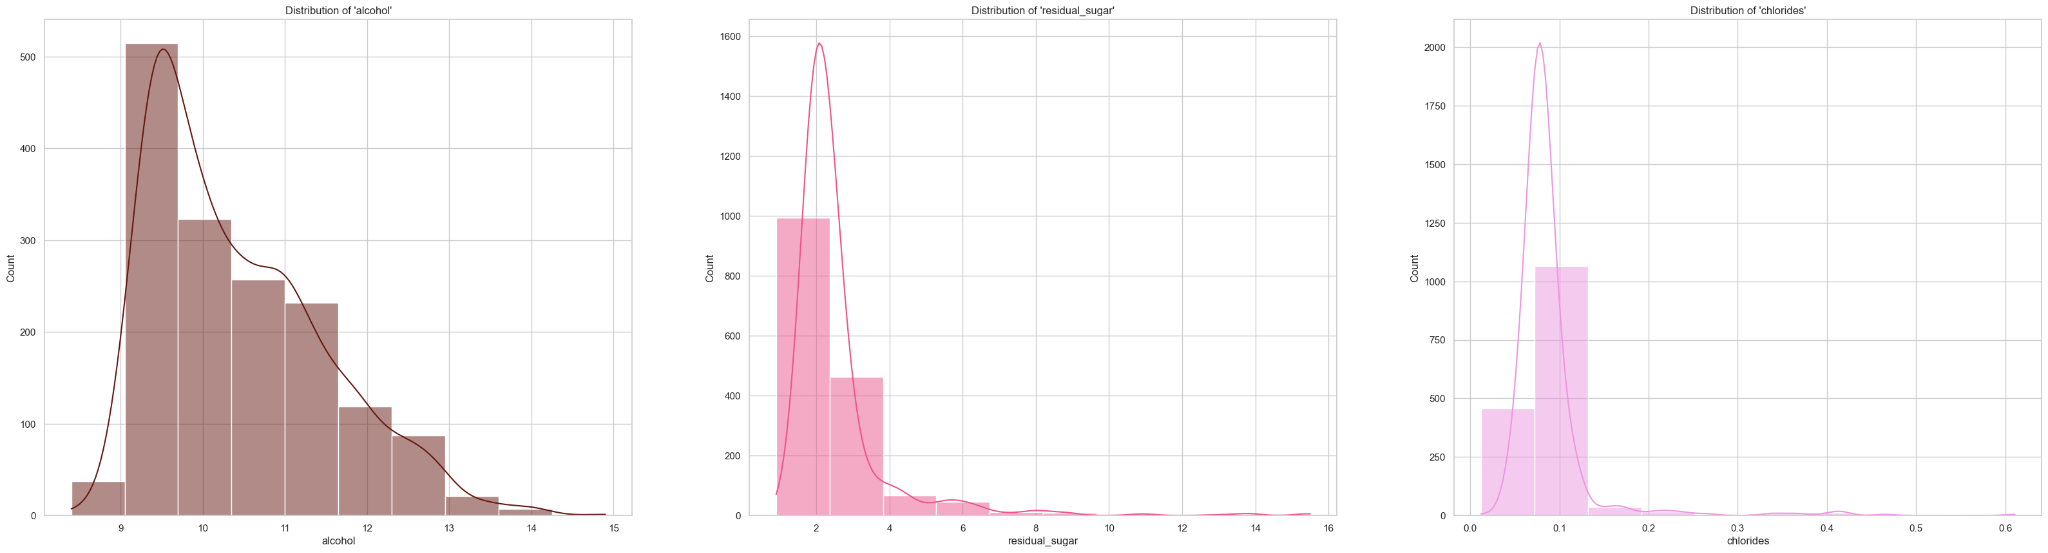 Distribution of 'alcohol'
500
400
300
200
100
0
Count
9 10 11 12 13 14 15
alcohol
Distribution of 'residual_sugar'
1600
1400
1200
1000
800
600
400
200
0
Count
2 4 6 8 10 12 14 16
residual_sugar
Distribution of 'chlorides'
2000
1750
1500
1250
1000
750
500
250
0
Count
0.0 0.1 0.2 0.3 0.4 0.5 0.6
chlorides